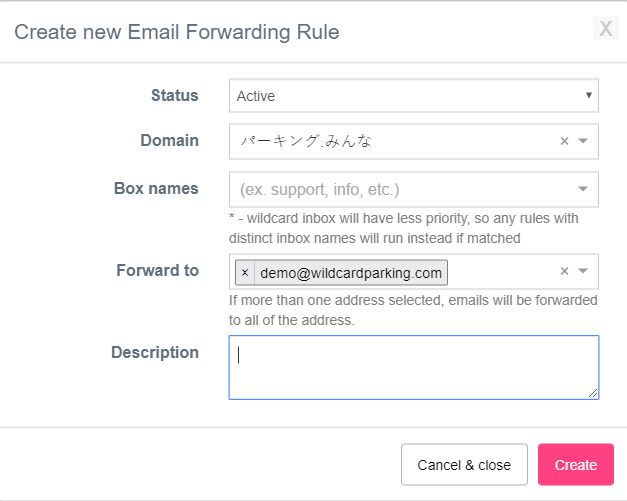 Create new Email Forwarding Rule
X
Status
Active
Domain
パーキング.みんな
×
Box names
(ex. support, info, etc.)
* - wildcard inbox will have less priority, so any rules with
distinct inbox names will run instead if matched
Forward to
× demo@wildcardparking.com
×
If more than one address selected, emails will be forwarded
to all of the address.
Description
Cancel & close
Create